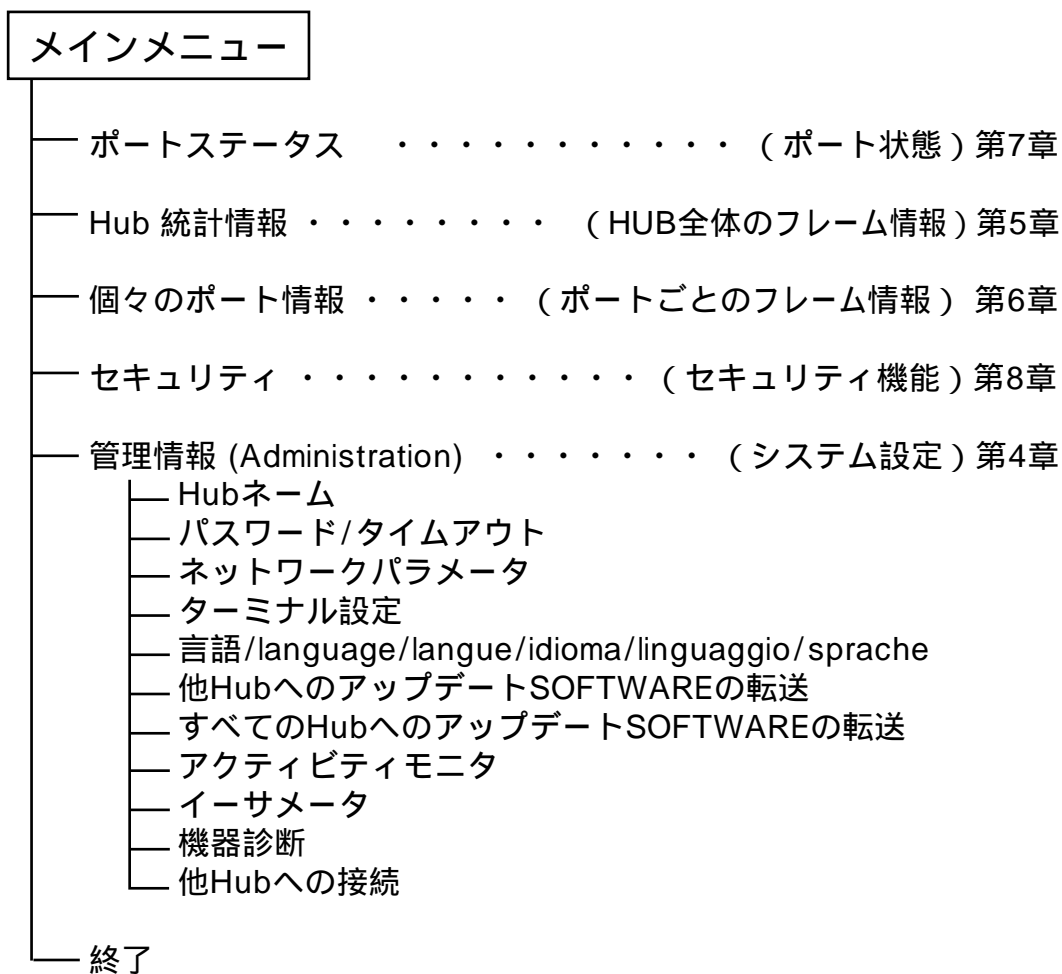 メインメニュー
ポートステータス ・・・・・・・・・・・ (ポート状態)第7章
Hub 統計情報 ・・・・・・・・ (HUB全体のフレーム情報)第5章
個々のポート情報 ・・・・・ (ポートごとのフレーム情報) 第6章
セキュリティ ・・・・・・・・・・・ (セキュリティ機能)第8章
管理情報 (Administration) ・・・・・・・ (システム設定)第4章
Hubネーム
パスワード/タイムアウト
ネットワークパラメータ
ターミナル設定
言語/language/langue/idioma/linguaggio/sprache
他HubへのアップデートSOFTWAREの転送
すべてのHubへのアップデートSOFTWAREの転送
アクティビティモニタ
イーサメータ
機器診断
他Hubへの接続
終了